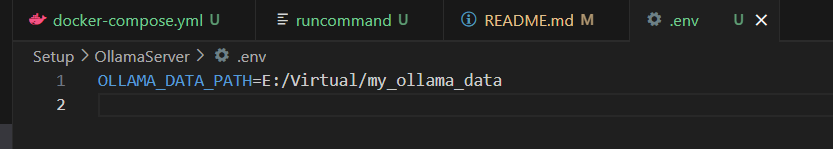 docker-compose.yml U runcommand U README.md M .env U
Setup > OllamaServer > .env
1 OLLAMA_DATA_PATH=E:/Virtual/my_ollama_data
2